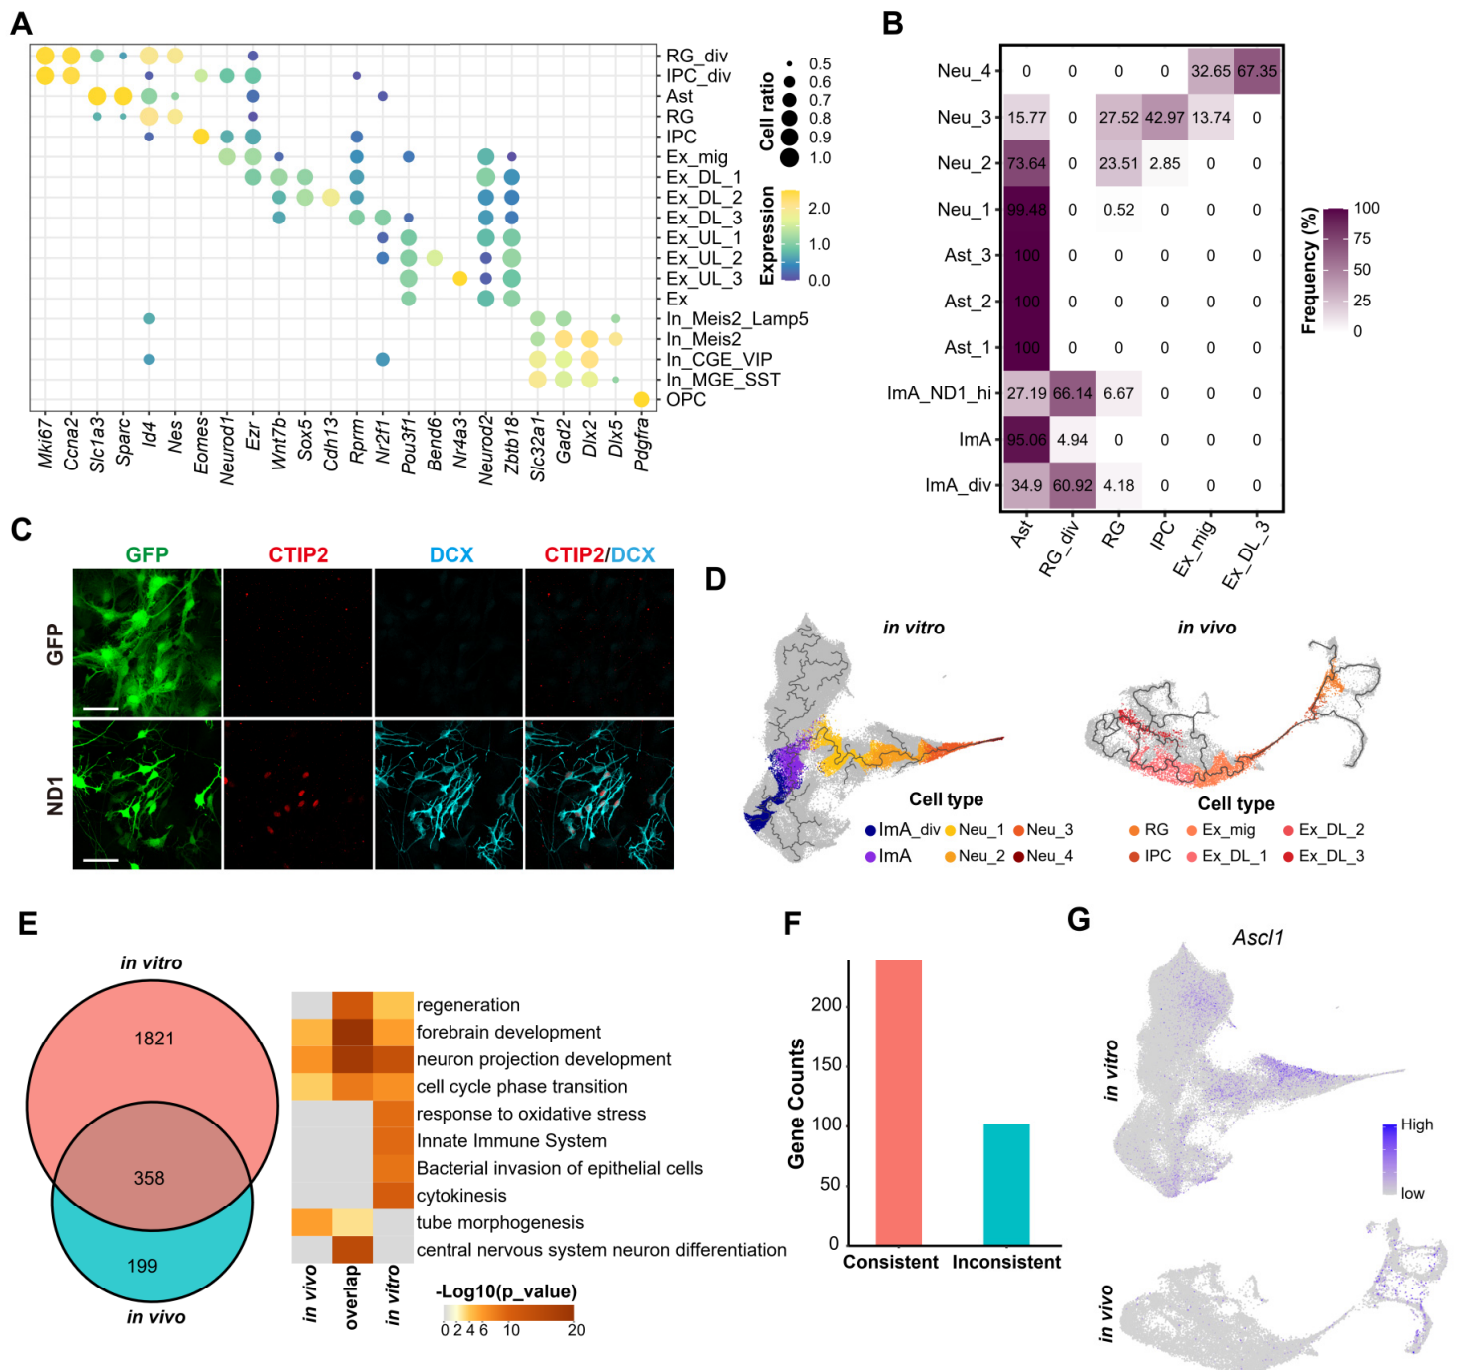 A
RG_div
IPC_div
Ast
RG
IPC
Ex_mig
Ex_DL_1
Ex_DL_2
Ex_DL_3
Ex_UL_1
Ex_UL_2
Ex_UL_3
Ex
In_Meis2_Lamp5
In_Meis2
In_CGE_VIP
In_MGE_SST
OPC
Mki67
Ccna2
Slc1a3
Sparc
Id4
Nes
Eomes
Neurod1
Ezr
Wnt7b
Sox5
Cdh13
Rprm
Nr2f1
Pou3f1
Bend6
Nr4a3
Neurod2
Zbtb18
Slc32a1
Gad2
Dlx2
Dlx5
Pdgfra
Cell ratio
0.5
0.6
0.7
0.8
0.9
1.0
Expression
2.0
1.0
0.0
B
Neu_4 0 0 0 0 32.65 67.35
Neu_3 15.77 0 27.52 42.97 13.74 0
Neu_2 73.64 0 23.51 2.85 0 0
Neu_1 99.48 0 0.52 0 0 0
Ast_3 100 0 0 0 0 0
Ast_2 100 0 0 0 0 0
Ast_1 100 0 0 0 0 0
ImA_ND1_hi 27.19 66.14 6.67 0 0 0
ImA 95.06 4.94 0 0 0 0
ImA_div 34.9 60.92 4.18 0 0 0
Ast
RG_div
RG
IPC
Ex_mig
Ex_DL_3
Frequency (%)
100
75
50
25
0
C
GFP CTIP2 DCX CTIP2/DCX
GFP
ND1
D
in vitro
Cell type
ImA_div Neu_1 Neu_3
ImA Neu_2 Neu_4
in vivo
Cell type
RG Ex_mig Ex_DL_2
IPC Ex_DL_1 Ex_DL_3
E
in vitro
1821
358
199
in vivo
regeneration
forebrain development
neuron projection development
cell cycle phase transition
response to oxidative stress
Innate Immune System
Bacterial invasion of epithelial cells
cytokinesis
tube morphogenesis
central nervous system neuron differentiation
in vivo
overlap
in vitro
-Log10(p_value)
0 2 4 6 10 20
F
Gene Counts
200
150
100
50
0
Consistent Inconsistent
G
Ascl1
in vitro
High
low
in vivo